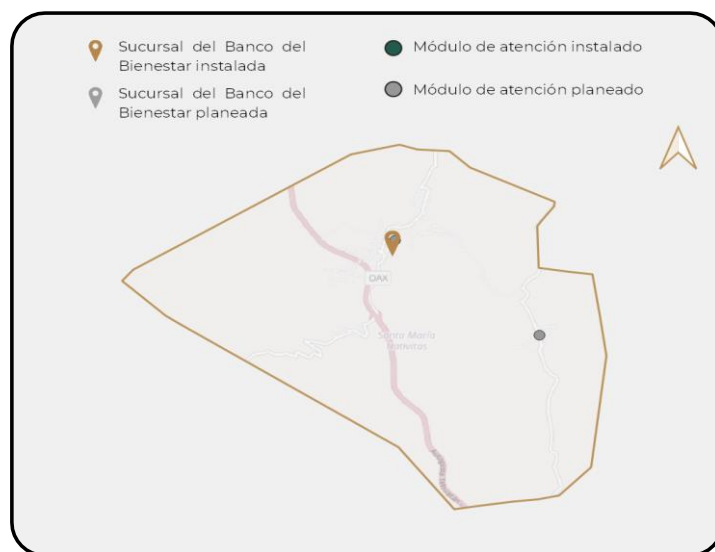 Sucursal del Banco del
Bienestar instalada
Sucursal del Banco del
Bienestar planeada
Módulo de atención instalado
Módulo de atención planeado
OAX
Santa María
Nativitas